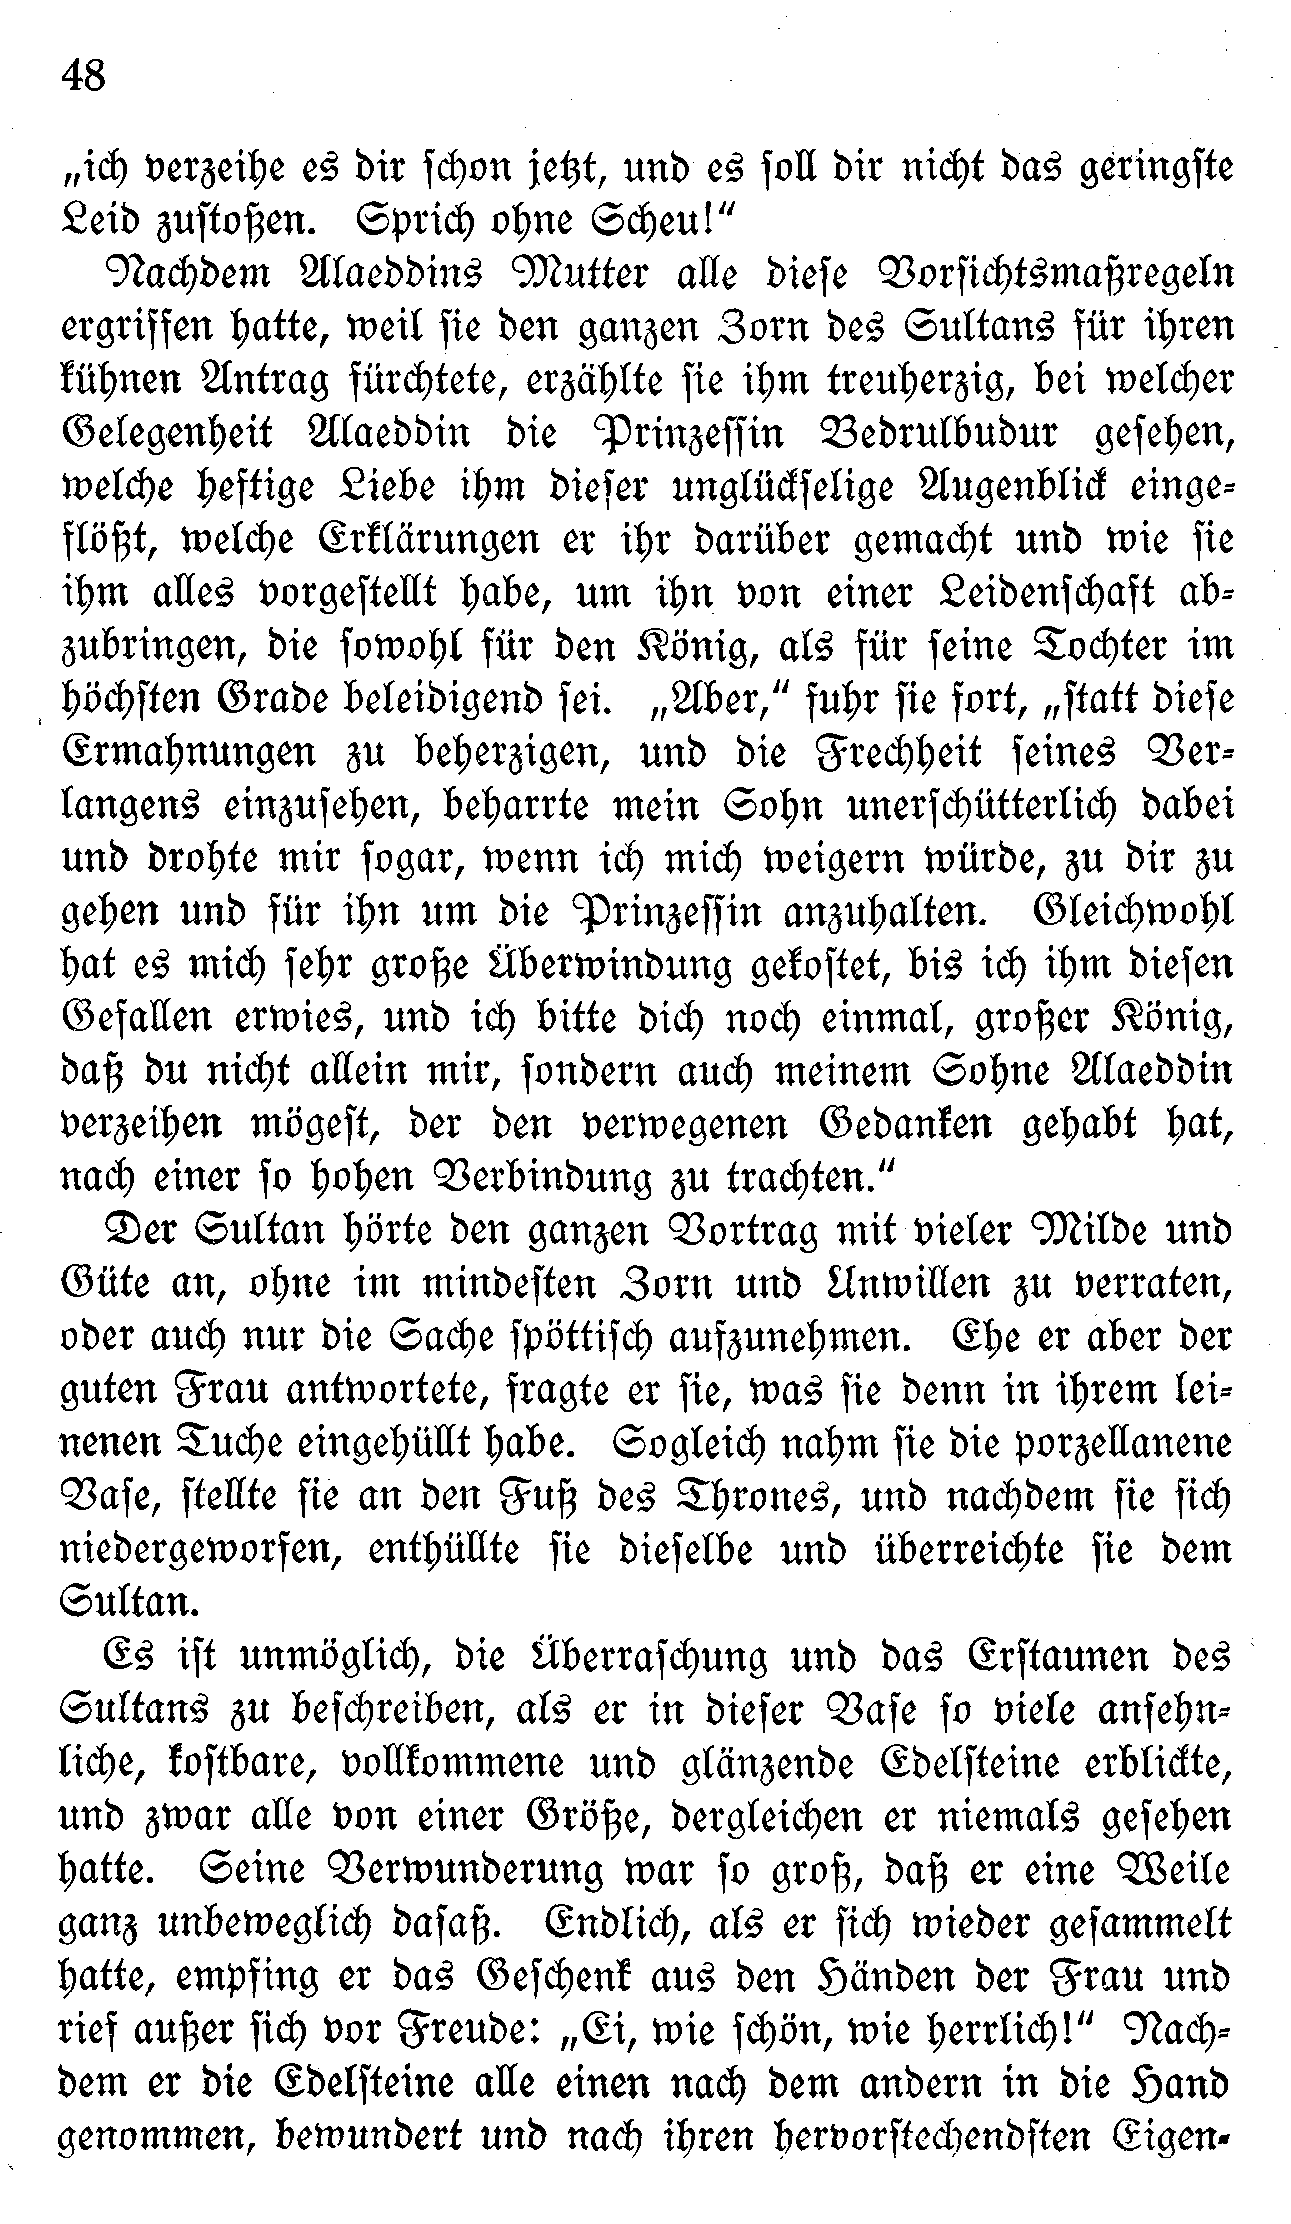 48
„ich verzeihe es dir schon jetzt, und es soll dir nicht das geringste
Leid zustoßen. Sprich ohne Scheu!“
Nachdem Alaeddins Mutter alle diese Vorsichtsmaßregeln
ergriffen hatte, weil sie den ganzen Zorn des Sultans für ihren
kühnen Antrag fürchtete, erzählte sie ihm treuherzig, bei welcher
Gelegenheit Alaeddin die Prinzessin Bedrulbudur gesehen,
welche heftige Liebe ihm dieser unglückselige Augenblick einge-
flößt, welche Erklärungen er ihr darüber gemacht und wie sie
ihm alles vorgestellt habe, um ihn von einer Leidenschaft ab-
zubringen, die sowohl für den König, als für seine Tochter im
höchsten Grade beleidigend sei. „Aber,“ fuhr sie fort, „statt diese
Ermahnungen zu beherzigen, und die Frechheit seines Ver-
langens einzusehen, beharrte mein Sohn unerschütterlich dabei
und drohte mir sogar, wenn ich mich weigern würde, zu dir zu
gehen und für ihn um die Prinzessin anzuhalten. Gleichwohl
hat es mich sehr große Überwindung gekostet, bis ich ihm diesen
Gefallen erwies, und ich bitte dich noch einmal, großer König,
daß du nicht allein mir, sondern auch meinem Sohne Alaeddin
verzeihen mögest, der den verwegenen Gedanken gehabt hat,
nach einer so hohen Verbindung zu trachten.“
Der Sultan hörte den ganzen Vortrag mit vieler Milde und
Güte an, ohne im mindesten Zorn und Unwillen zu verraten,
oder auch nur die Sache spöttisch aufzunehmen. Ehe er aber der
guten Frau antwortete, fragte er sie, was sie denn in ihrem lei-
nenen Tuche eingehüllt habe. Sogleich nahm sie die porzellanene
Vase, stellte sie an den Fuß des Thrones, und nachdem sie sich
niedergeworfen, enthüllte sie dieselbe und überreichte sie dem
Sultan.
Es ist unmöglich, die Überraschung und das Erstaunen des
Sultans zu beschreiben, als er in dieser Vase so viele ansehn-
liche, kostbare, vollkommene und glänzende Edelsteine erblickte,
und zwar alle von einer Größe, dergleichen er niemals gesehen
hatte. Seine Verwunderung war so groß, daß er eine Weile
ganz unbeweglich dasaß. Endlich, als er sich wieder gesammelt
hatte, empfing er das Geschenk aus den Händen der Frau und
rief außer sich vor Freude: „Ei, wie schön, wie herrlich!“ Nach-
dem er die Edelsteine alle einen nach dem andern in die Hand
genommen, bewundert und nach ihren hervorstechendsten Eigen-